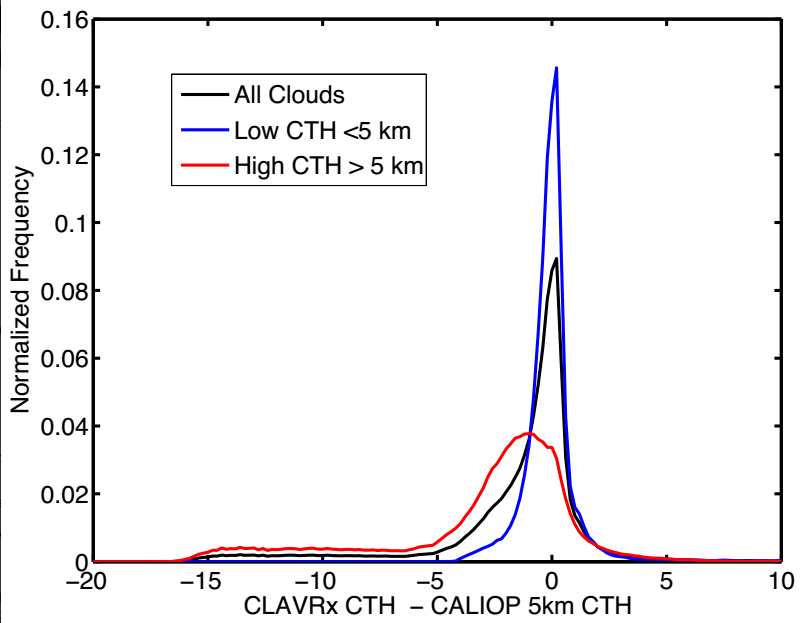 0.16
0.14
0.12
0.1
0.08
0.06
0.04
0.02
0
Normalized Frequency
All Clouds
Low CTH <5 km
High CTH > 5 km
−20 −15 −10 −5 0 5 10
CLAVRx CTH − CALIOP 5km CTH